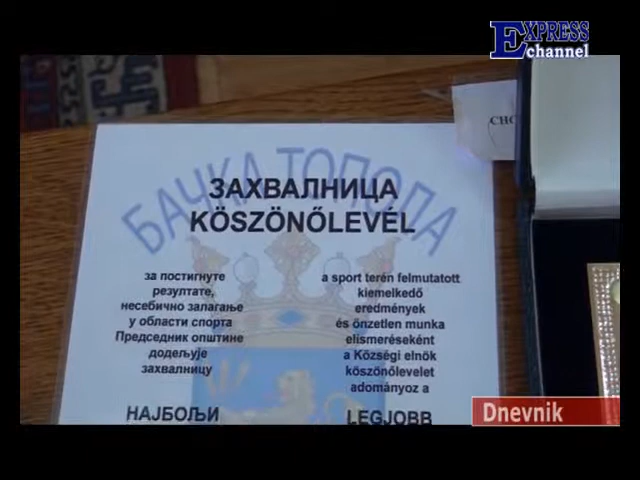 EXPRESS
channel
БАЧКА ТОПОЛА
ЗАХВАЛНИЦА
KÖSZÖNŐLEVÉL
за постигнуте
резултате,
несебично залагање
у области спорта
Председник општине
додељује
захвалницу
a sport terén felmutatott
kiemelkedő
eredmények
és önzetlen munka
elismeréseként
a Községi elnök
köszönőlevelet
adományoz a
НАЈБОЉИ
LEGJOBB
Dnevnik